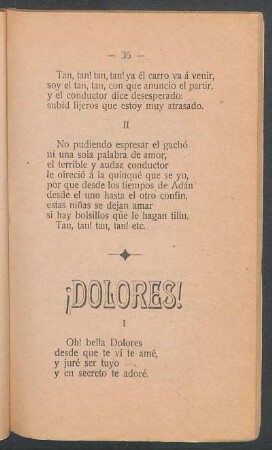 — 35 —
Tan, tan! tan, tan! ya él carro va á venir,
soy el tan, tan, con que anuncio el partir,
y el conductor dice desesperado:
subid lijeros que estoy muy atrasado.
II
No pudiendo espresar el gachó
ni una sola palabra de amor,
el terrible y audaz conductor
le ofreció á la quinqué que se yo,
por que desde los tiempos de Adán
desde el uno hasta el otro confín,
estas niñas se dejan amar
si hay bolsillos que le hagan tilín.
Tan, tan! tan, tan! etc.
¡DOLORES!
I
Oh! bella Dolores
desde que te ví te amé,
y juré ser tuyo
y en secreto te adoré.